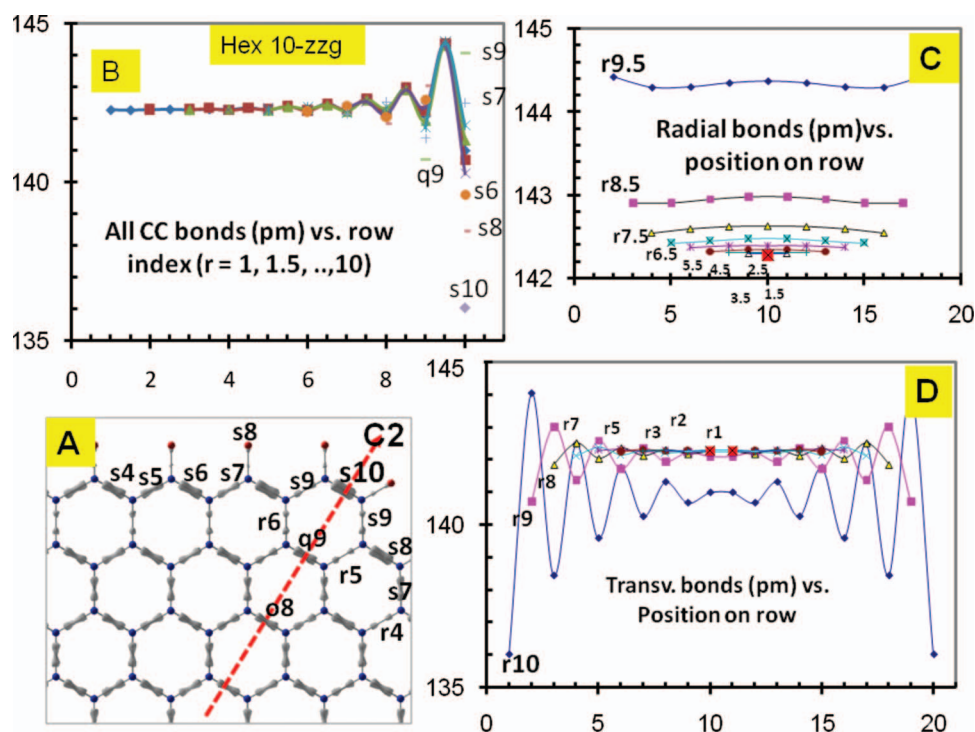 145
B
Hex 10-zzg
s9
s7
140
q9
s6
s8
All CC bonds (pm) vs. row
index (r = 1, 1.5, ..,10)
s10
135
0 2 4 6 8
145
C
r9.5
144
Radial bonds (pm)vs.
position on row
143
r8.5
r7.5
r6.5
5.5
4.5
2.5
142
3.5
1.5
0 5 10 15 20
A
s8
C2
s4
s5
s6
s7
s9
s10
r6
s9
q9
s8
r5
s7
o8
r4
145
D
r7
r5
r3
r2
r1
r8
r9
140
Transv. bonds (pm) vs.
Position on row
r10
135
0 5 10 15 20